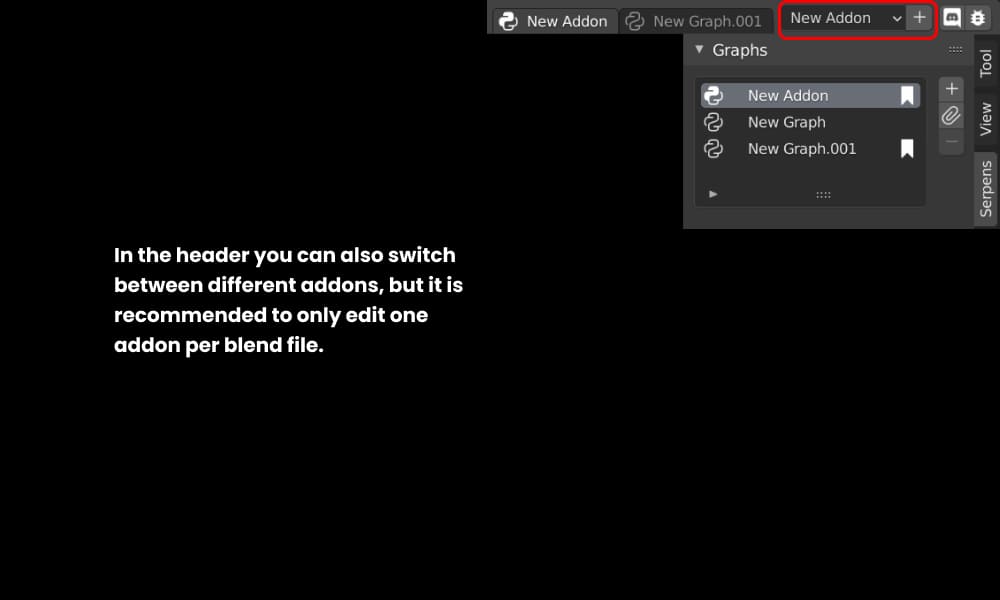 New Addon
New Graph.001
New Addon
Graphs
New Addon
New Graph
New Graph.001
Tool
View
Serpens
In the header you can also switch
between different addons, but it is
recommended to only edit one
addon per blend file.